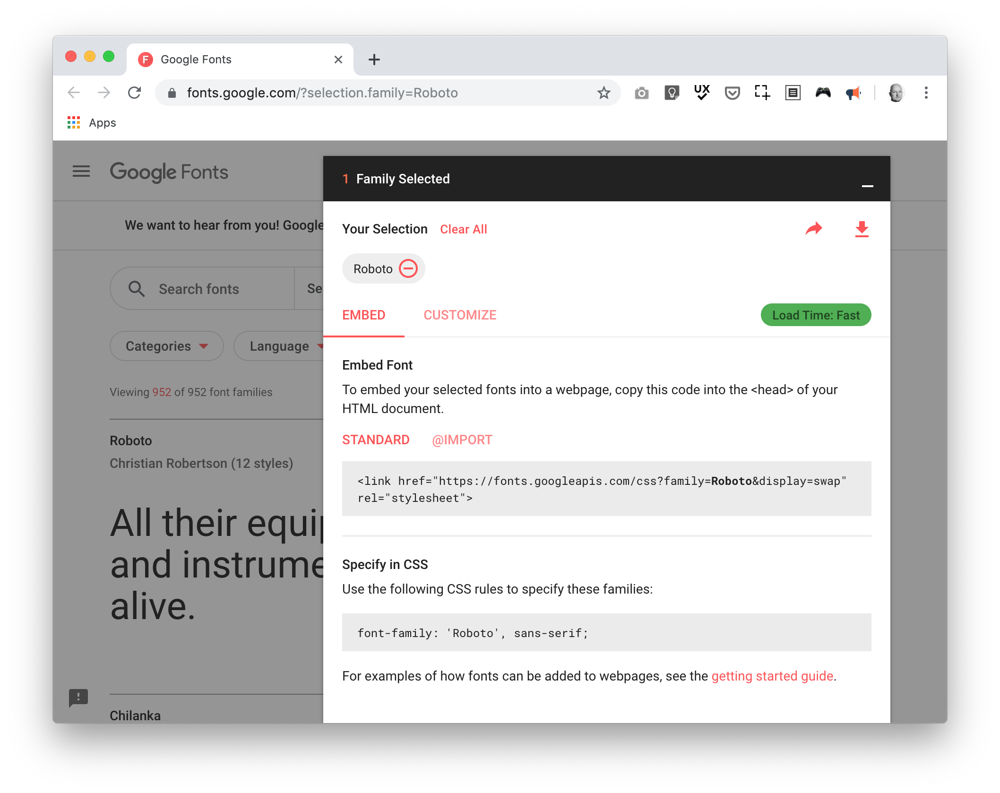 F Google Fonts
fonts.google.com/?selection.family=Roboto
UX
Apps
Google Fonts
1 Family Selected
We want to hear from you! Google
Your Selection Clear All
Roboto
Search fonts
Se
EMBED CUSTOMIZE Load Time: Fast
Categories Language
Embed Font
To embed your selected fonts into a webpage, copy this code into the <head> of your
HTML document.
Viewing 952 of 952 font families
STANDARD @IMPORT
Roboto
Christian Robertson (12 styles)
<link href="https://fonts.googleapis.com/css?family=Roboto&display=swap"
rel="stylesheet">
All their equip
and instrume
alive.
Specify in CSS
Use the following CSS rules to specify these families:
font-family: 'Roboto', sans-serif;
For examples of how fonts can be added to webpages, see the getting started guide.
Chilanka